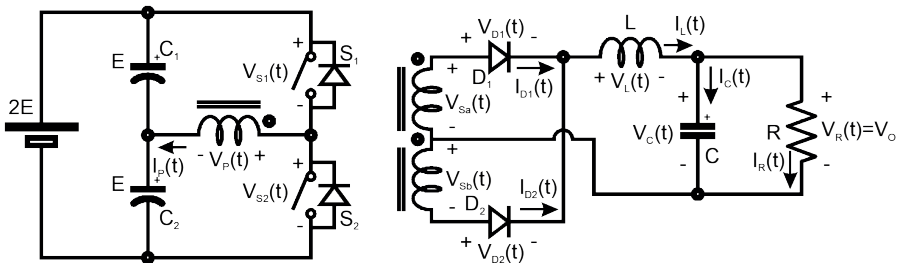 2E
E
C1
E
C2
IP(t)
- VP(t) +
+
VS1(t)
-
S1
+
VS2(t)
-
S2
+ VD1(t) -
D1
ID1(t)
+
VSa(t)
-
+
VSb(t)
-
D2
ID2(t)
+ VD2(t) -
L
IL(t)
+ VL(t) -
IC(t)
+
VC(t)
-
+
C
R
IR(t)
+
VR(t)=VO
-